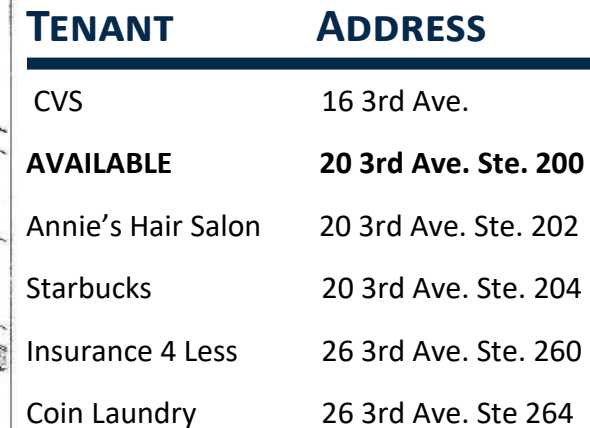 TENANT ADDRESS
CVS 16 3rd Ave.
AVAILABLE 20 3rd Ave. Ste. 200
Annie’s Hair Salon 20 3rd Ave. Ste. 202
Starbucks 20 3rd Ave. Ste. 204
Insurance 4 Less 26 3rd Ave. Ste. 260
Coin Laundry 26 3rd Ave. Ste 264